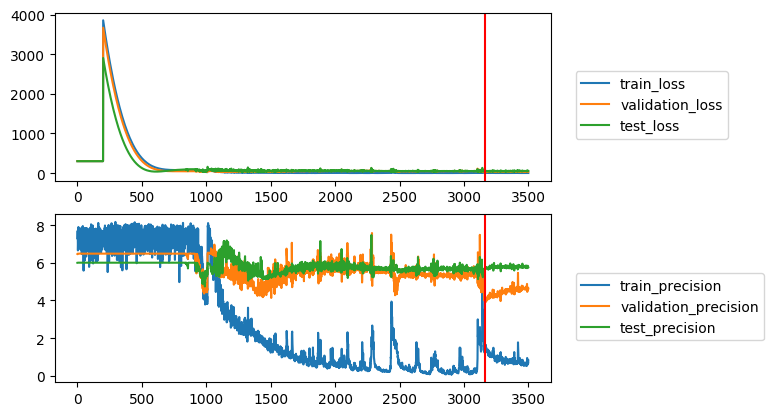 4000
3000
2000
1000
0
0 500 1000 1500 2000 2500 3000 3500
train_loss
validation_loss
test_loss
8
6
4
2
0
0 500 1000 1500 2000 2500 3000 3500
train_precision
validation_precision
test_precision